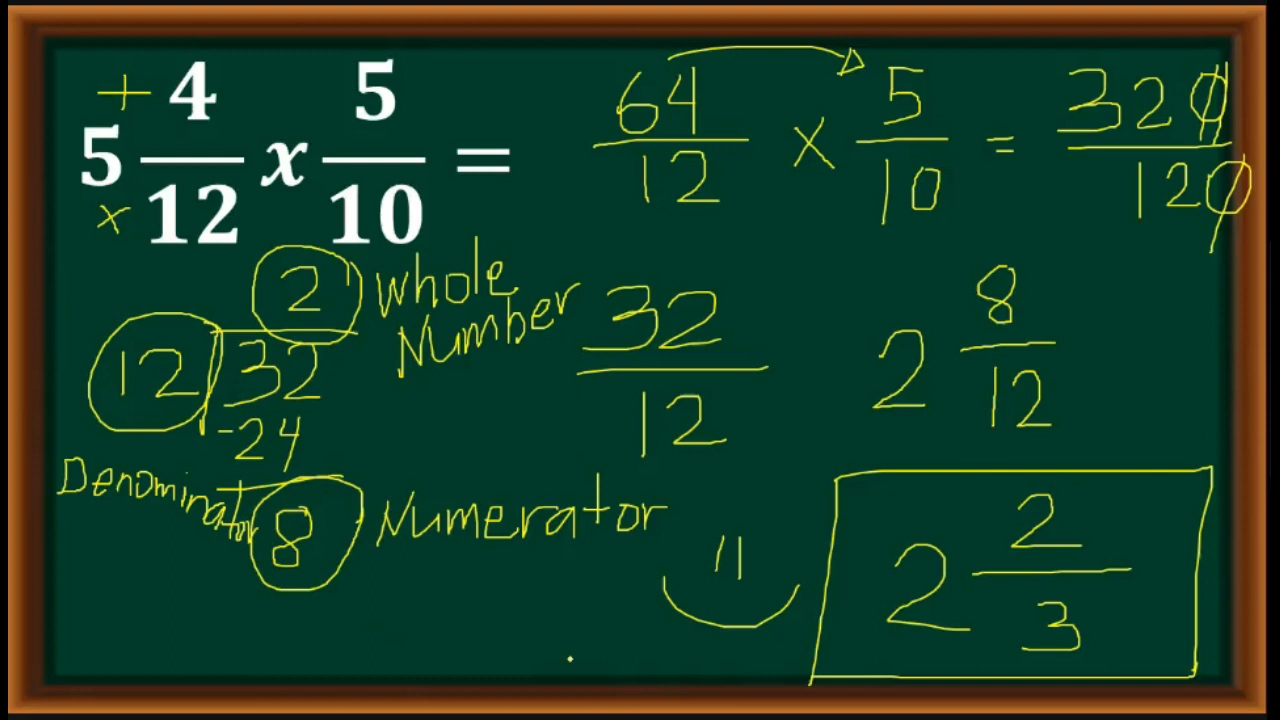 + 4
5 — x 5 =
x 12 10
64/12 x 5/10 = 320/120
2 Whole
Number
12 32
-24
Denominator
8 Numerator
32/12
2 8/12
2 2/3